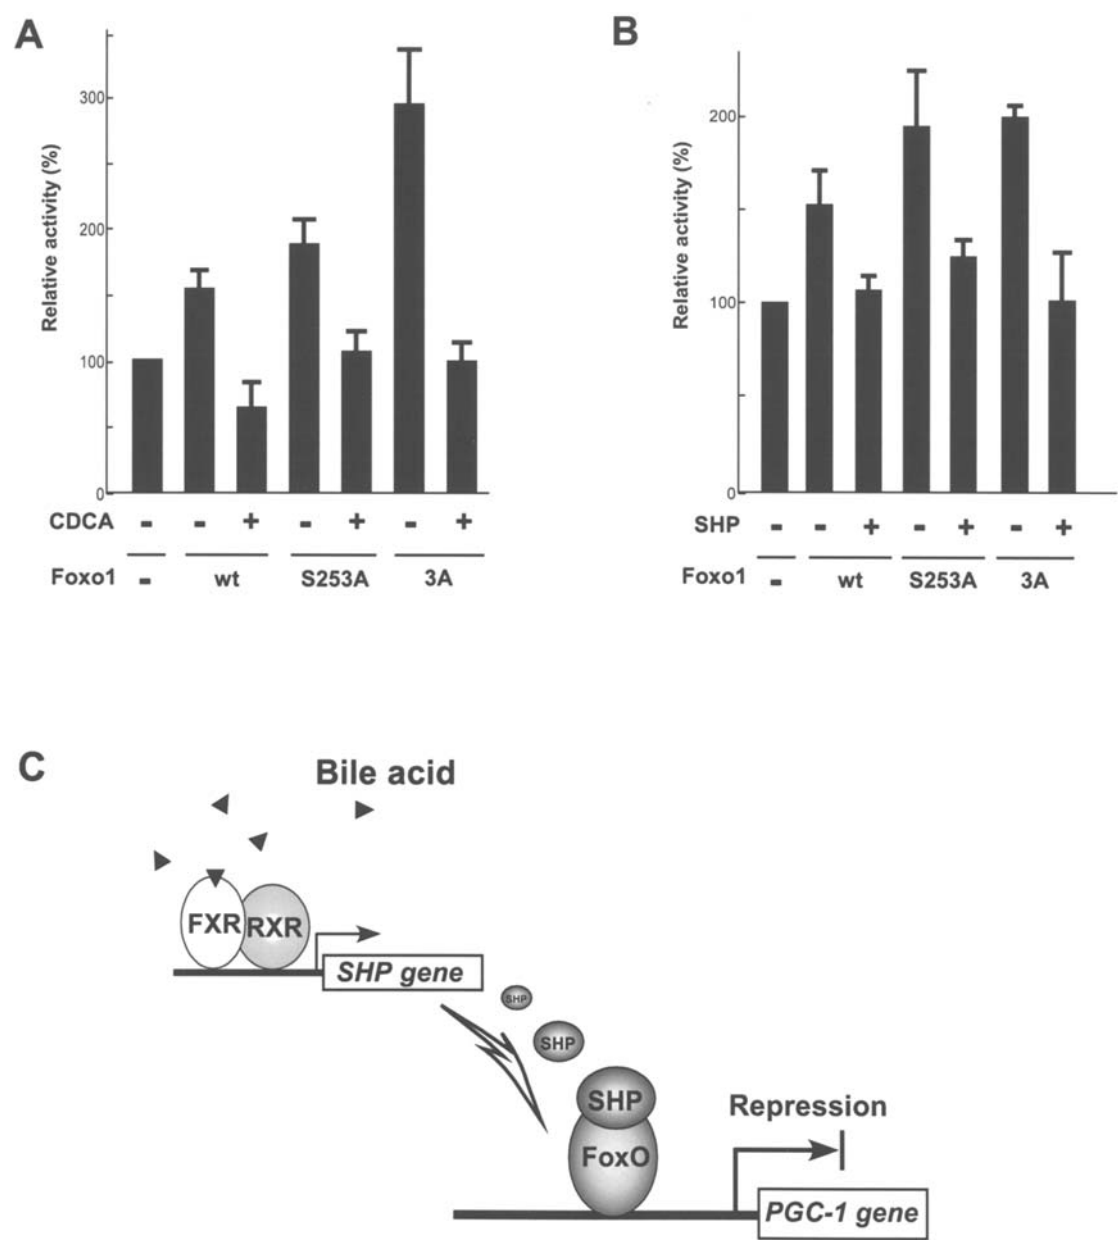 A
Relative activity (%)
300
200
100
0
CDCA - - + - + - +
Foxo1 - wt S253A 3A
B
Relative activity (%)
200
100
0
SHP - - + - + - +
Foxo1 - wt S253A 3A
C
Bile acid
FXR RXR
SHP gene
SHP
SHP
SHP
FoxO
Repression
PGC-1 gene